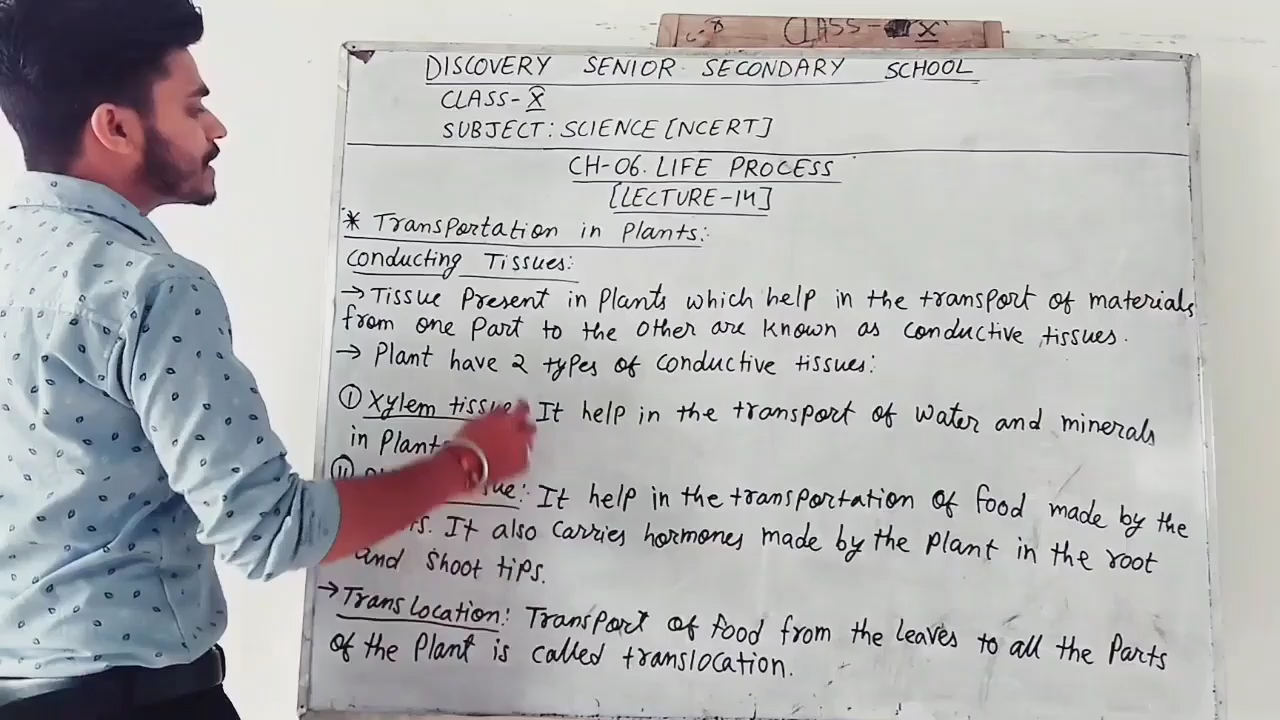 CLASS- X
DISCOVERY SENIOR SECONDARY SCHOOL
CLASS- X
SUBJECT: SCIENCE [NCERT]
CH-06. LIFE PROCESS
[LECTURE-14]
* Transportation in Plants:
Conducting Tissues:
→ Tissue Present in Plants which help in the transport of materials
from one Part to the Other are known as conductive tissues.
→ Plant have 2 types of conductive tissues:
① Xylem tissue: It help in the transport of water and minerals
in Plant
It help in the transportation of food made by the
It also carries hormones made by the Plant in the root
and Shoot tips.
→ Translocation: Transport of food from the leaves to all the Parts
of the Plant is called translocation.